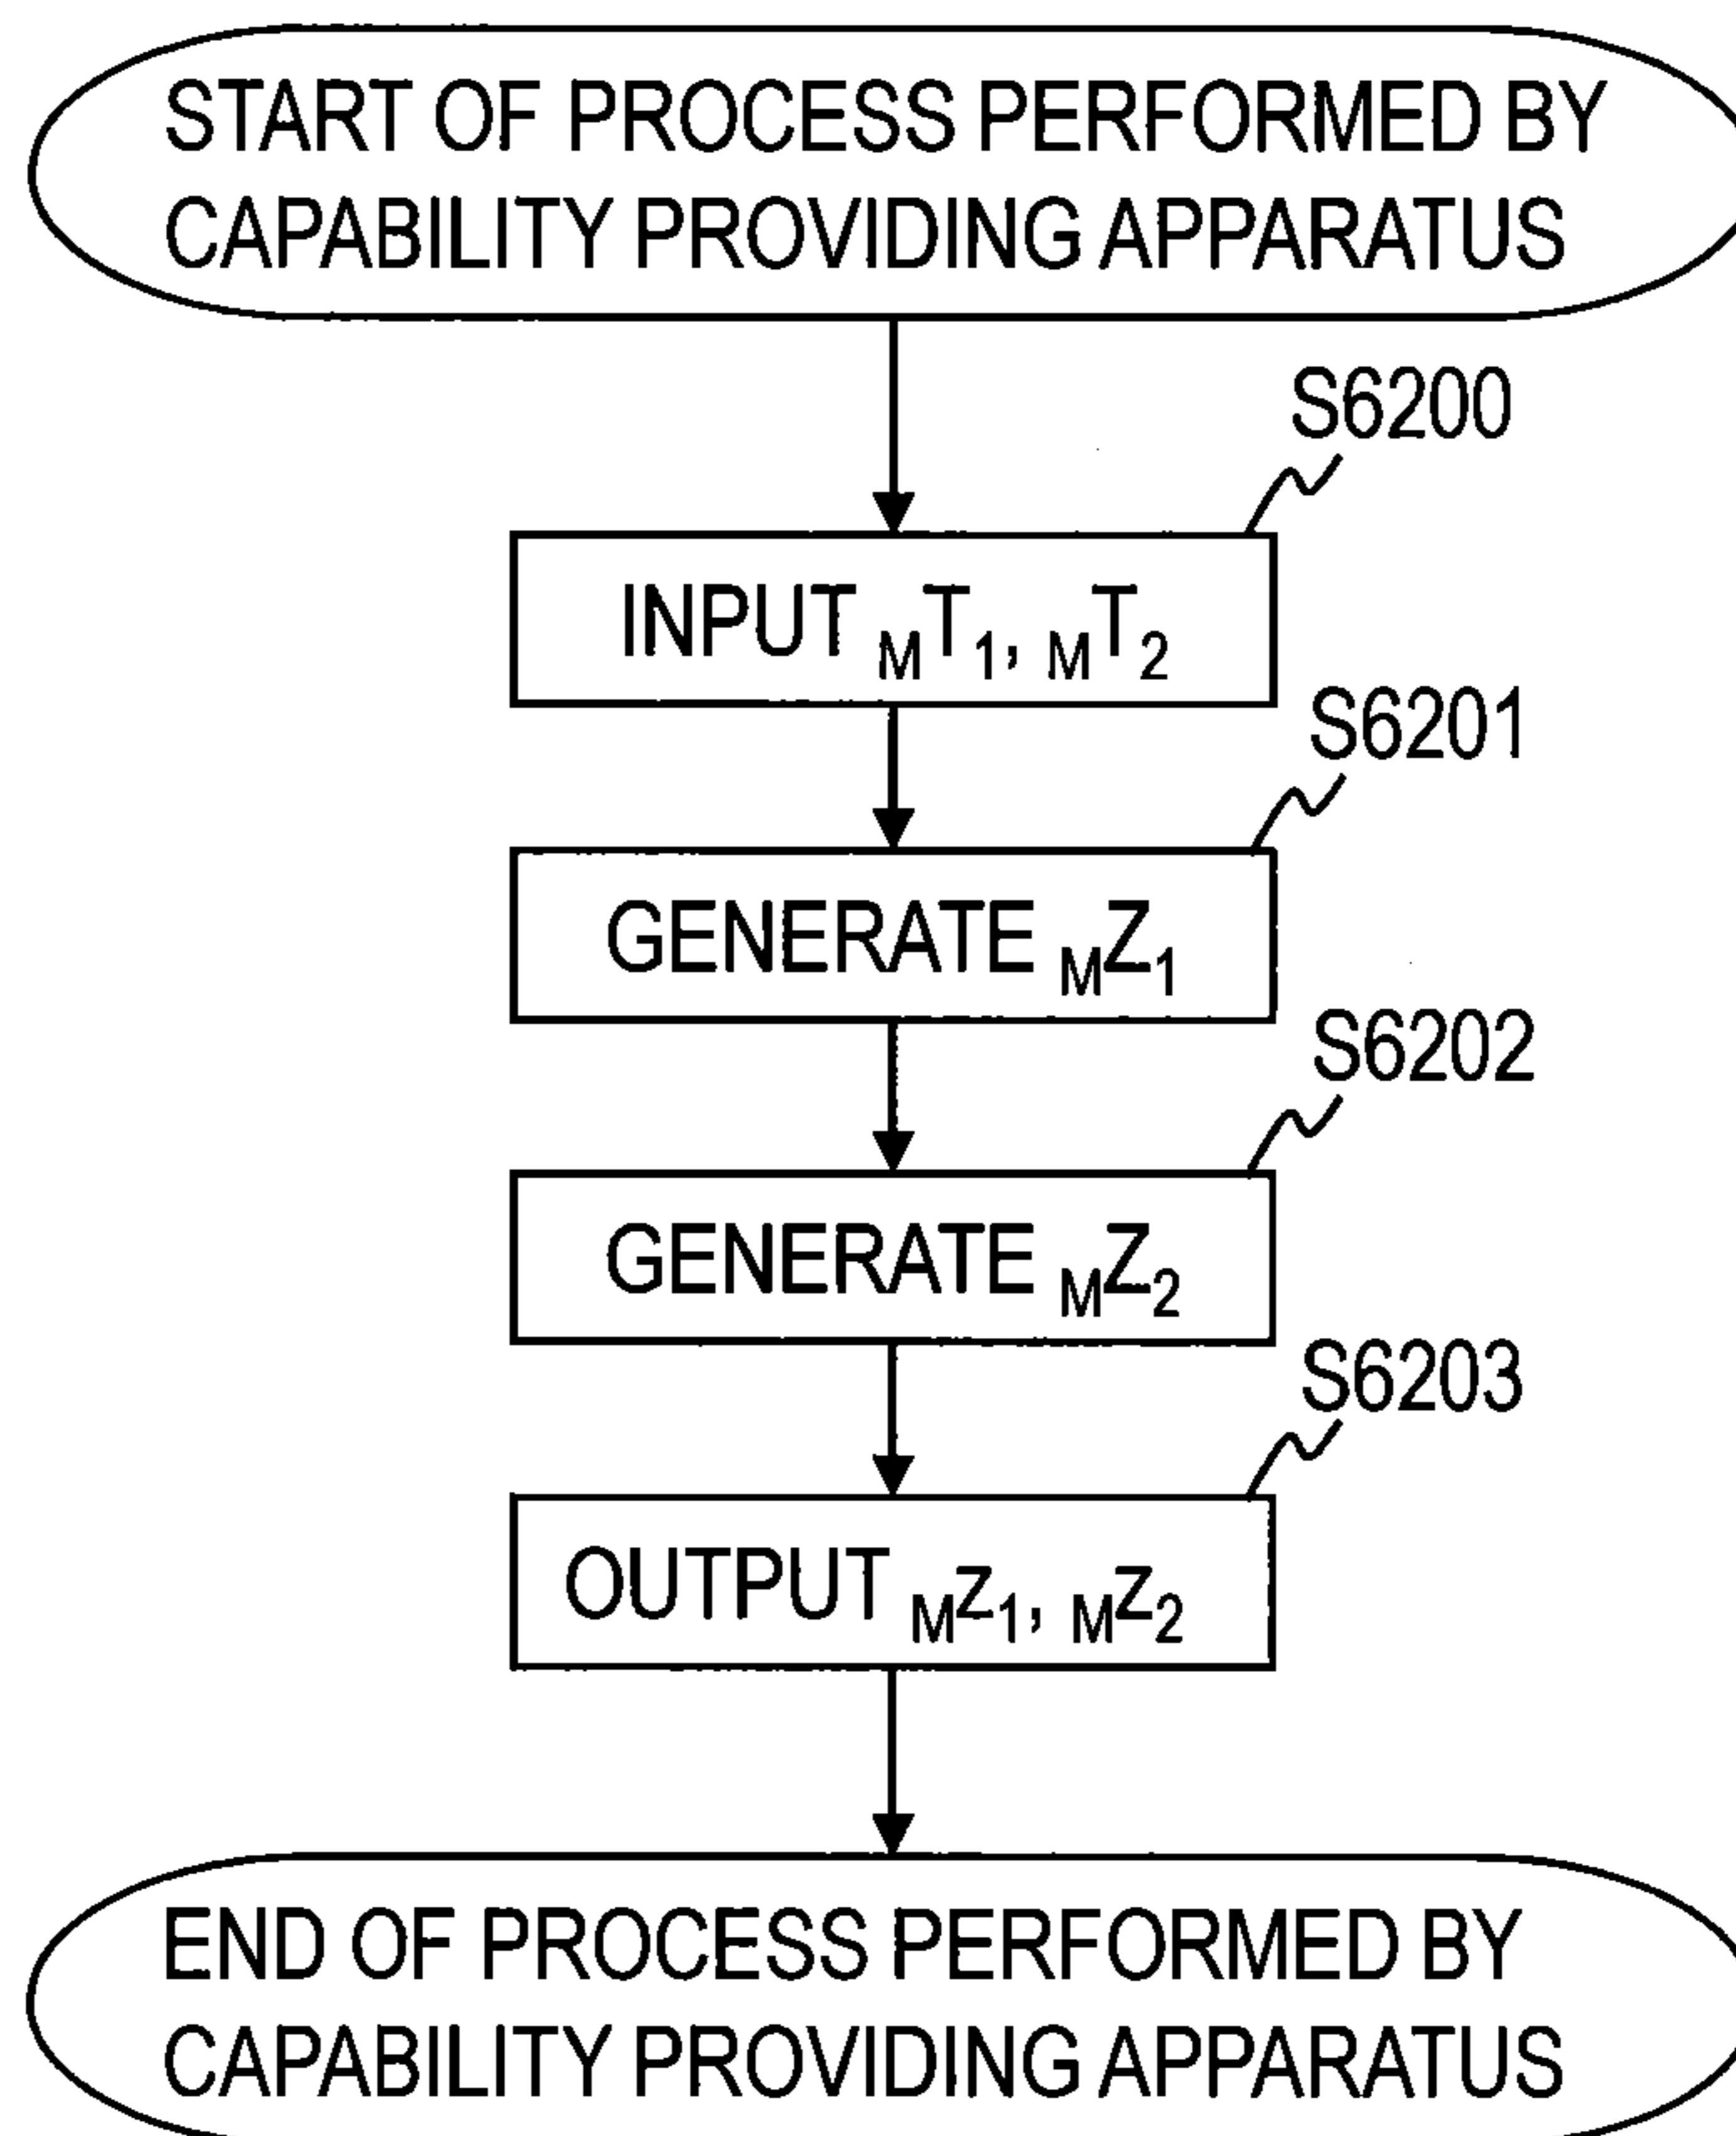 START OF PROCESS PERFORMED BY
CAPABILITY PROVIDING APPARATUS
S6200
INPUT MT1, MT2
S6201
GENERATE MZ1
S6202
GENERATE MZ2
S6203
OUTPUT Mz1, Mz2
END OF PROCESS PERFORMED BY
CAPABILITY PROVIDING APPARATUS